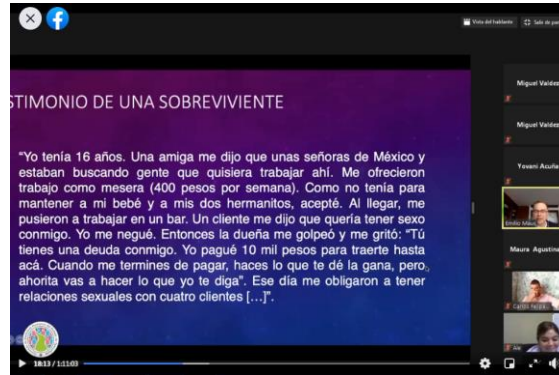 Vista del hablante
Miguel Valdes
STIMONIO DE UNA SOBREVIVIENTE
Miguel Valdes
"Yo tenía 16 años. Una amiga me dijo que unas señoras de México y
estaban buscando gente que quisiera trabajar ahí. Me ofrecieron
trabajo como mesera (400 pesos por semana). Como no tenía para
mantener a mi bebé y a mis dos hermanitos, acepté. Al llegar, me
pusieron a trabajar en un bar. Un cliente me dijo que quería tener sexo
conmigo. Yo me negué. Entonces la dueña me golpeó y me gritó: "Tú
tienes una deuda conmigo. Yo pagué 10 mil pesos para traerte hasta
acá. Cuando me termines de pagar, haces lo que te dé la gana, pero
ahorita vas a hacer lo que yo te diga". Ese día me obligaron a tener
relaciones sexuales con cuatro clientes [...]".
Yovani Acuña
Maura Agustina
18:13 / 1:11:03